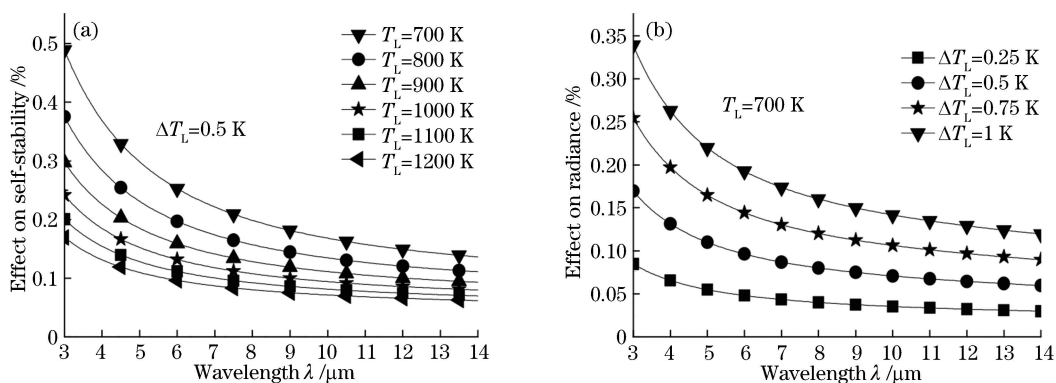 (a)
T_L=700 K
T_L=800 K
T_L=900 K
T_L=1000 K
T_L=1100 K
T_L=1200 K
ΔT_L=0.5 K
Effect on self-stability /%
0.5
0.4
0.3
0.2
0.1
0
3 4 5 6 7 8 9 10 11 12 13 14
Wavelength λ /μm
(b)
ΔT_L=0.25 K
ΔT_L=0.5 K
ΔT_L=0.75 K
ΔT_L=1 K
T_L=700 K
Effect on radiance /%
0.35
0.30
0.25
0.20
0.15
0.10
0.05
0
3 4 5 6 7 8 9 10 11 12 13 14
Wavelength λ /μm